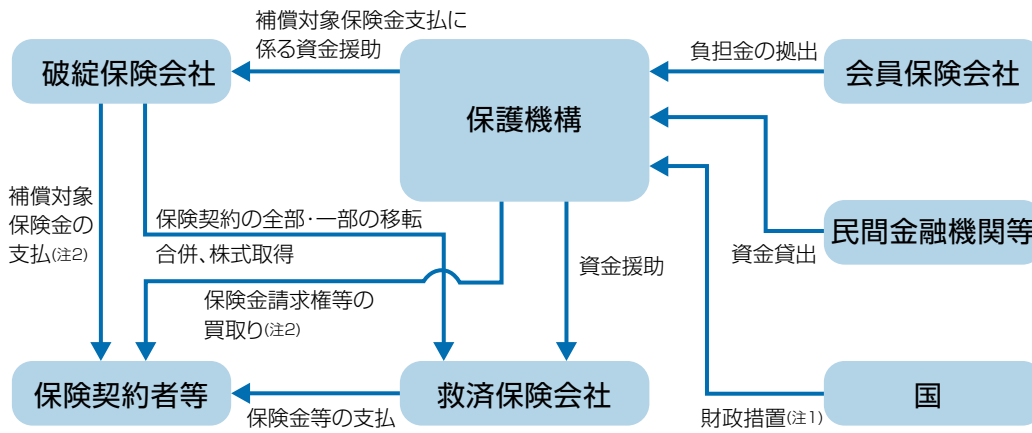 補償対象保険金支払に
係る資金援助
負担金の拠出
破綻保険会社
保護機構
会員保険会社
補償対象
保険金の
支払(注2)
保険契約の全部・一部の移転
合併、株式取得
保険金請求権等の
買取り(注2)
資金援助
民間金融機関等
資金貸出
保険契約者等
保険金等の支払
救済保険会社
財政措置(注1)
国